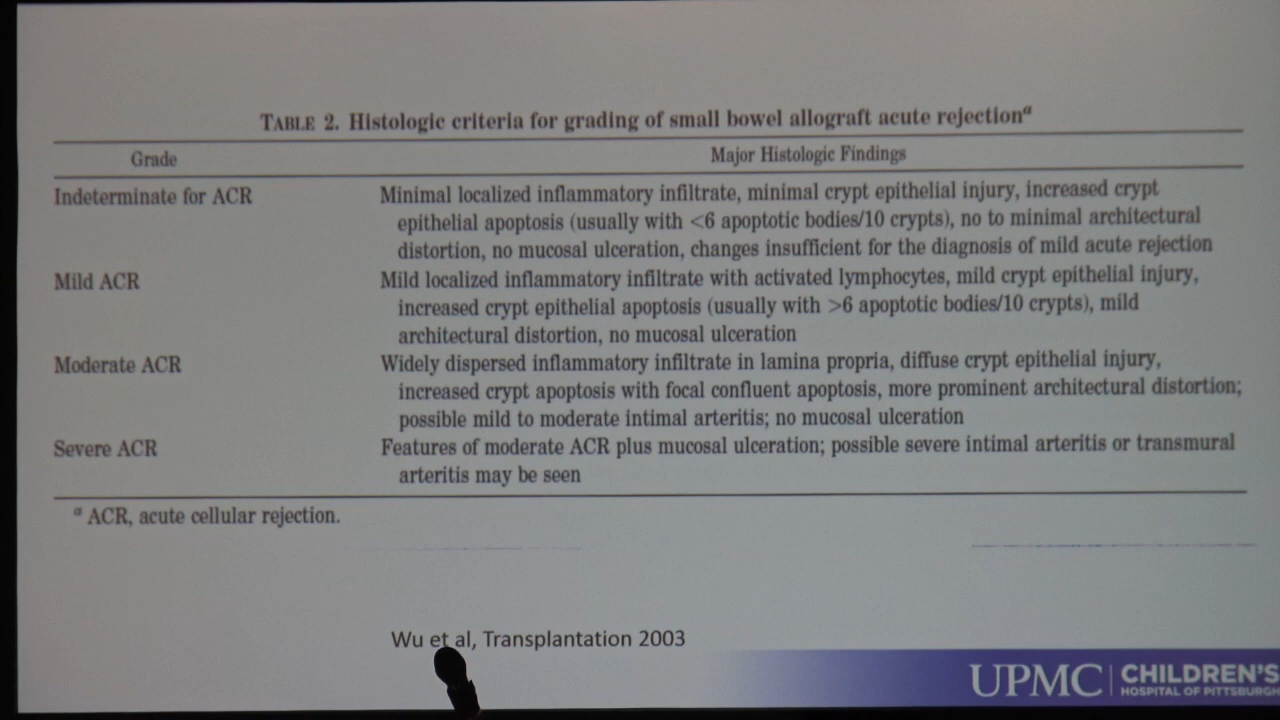 TABLE 2. Histologic criteria for grading of small bowel allograft acute rejectionᵃ
Grade Major Histologic Findings
Indeterminate for ACR Minimal localized inflammatory infiltrate, minimal crypt epithelial injury, increased crypt
epithelial apoptosis (usually with <6 apoptotic bodies/10 crypts), no to minimal architectural
distortion, no mucosal ulceration, changes insufficient for the diagnosis of mild acute rejection
Mild ACR Mild localized inflammatory infiltrate with activated lymphocytes, mild crypt epithelial injury,
increased crypt epithelial apoptosis (usually with >6 apoptotic bodies/10 crypts), mild
architectural distortion, no mucosal ulceration
Moderate ACR Widely dispersed inflammatory infiltrate in lamina propria, diffuse crypt epithelial injury,
increased crypt apoptosis with focal confluent apoptosis, more prominent architectural distortion;
possible mild to moderate intimal arteritis; no mucosal ulceration
Severe ACR Features of moderate ACR plus mucosal ulceration; possible severe intimal arteritis or transmural
arteritis may be seen
ᵃ ACR, acute cellular rejection.
Wu et al, Transplantation 2003
UPMC CHILDREN'S
HOSPITAL OF PITTSBURGH